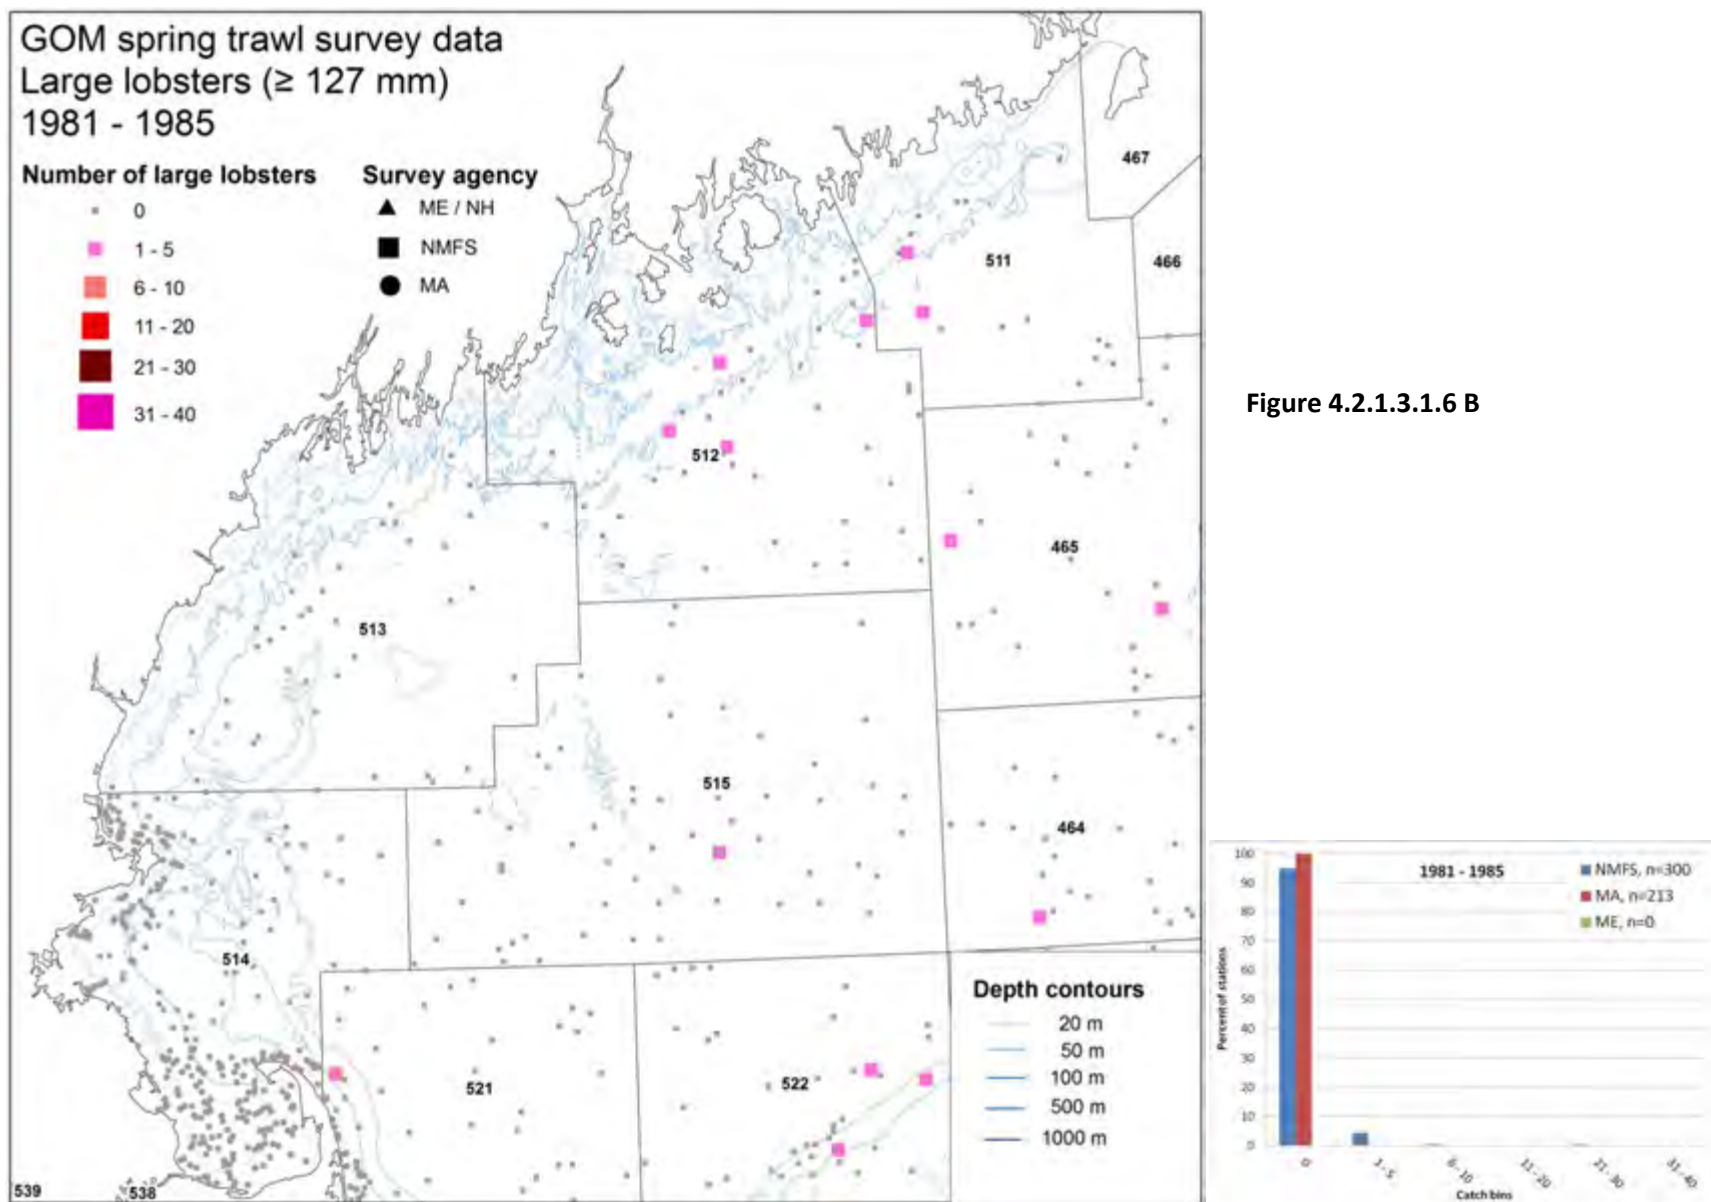 GOM spring trawl survey data
Large lobsters (≥ 127 mm)
1981 - 1985
Number of large lobsters
0
1 - 5
6 - 10
11 - 20
21 - 30
31 - 40
Survey agency
ME / NH
NMFS
MA
467
466
511
512
465
513
515
464
514
521
522
539
538
Depth contours
20 m
50 m
100 m
500 m
1000 m
Figure 4.2.1.3.1.6 B
1981 - 1985
NMFS, n=300
MA, n=213
ME, n=0
Percent of stations
100
90
80
70
60
50
40
30
20
10
0
0
1 - 5
6 - 10
11 - 20
21 - 30
31 - 40
Catch bins